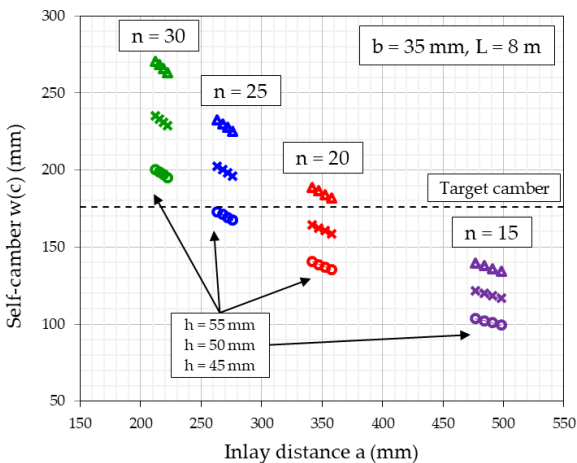 n = 30
b = 35 mm, L = 8 m
n = 25
n = 20
Target camber
n = 15
h = 55 mm
h = 50 mm
h = 45 mm
Self-camber w(c) (mm)
300
250
200
150
100
50
150 200 250 300 350 400 450 500 550
Inlay distance a (mm)